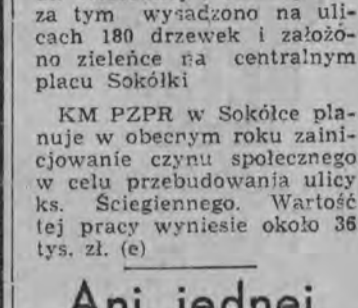 za tym wysadzono na uli-
cach 180 drzewek i założo-
no zieleńce na centralnym
placu Sokółki
KM PZPR w Sokółce pla-
nuje w obecnym roku zaini-
cjowanie czynu społecznego
w celu przebudowania ulicy
ks. Ściegiennego. Wartość
tej pracy wyniesie około 36
tys. zł. (e)
Ani jednej